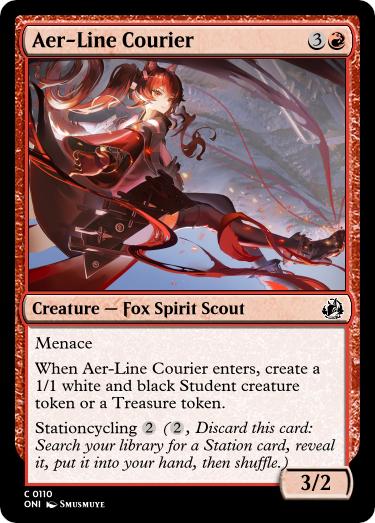 Aer-Line Courier 3
Creature — Fox Spirit Scout
Menace
When Aer-Line Courier enters, create a
1/1 white and black Student creature
token or a Treasure token.
Stationcycling 2 (2, Discard this card:
Search your library for a Station card, reveal
it, put it into your hand, then shuffle.)
3/2
C 0110
ONI Smusmuye